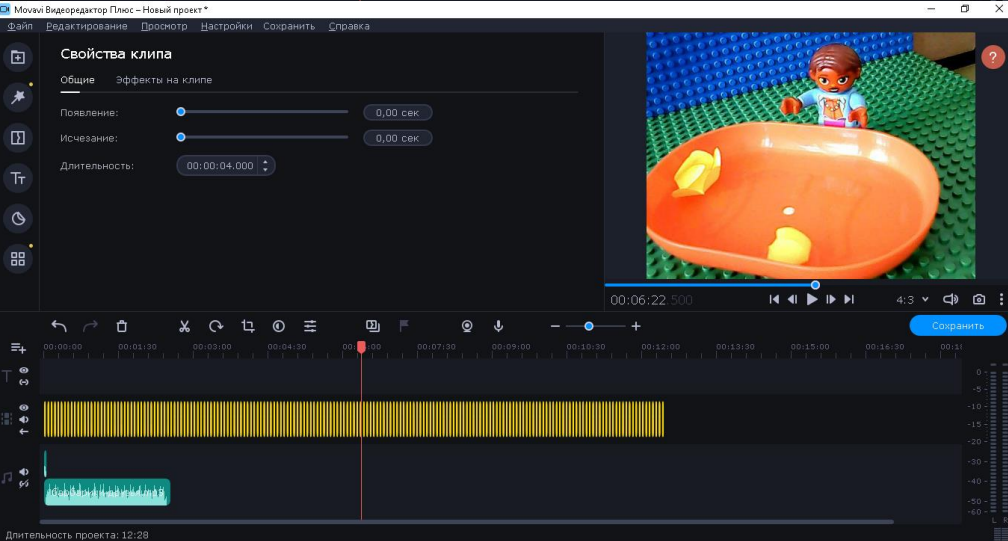 Movavi Видеоредактор Плюс – Новый проект *
Файл Редактирование Просмотр Настройки Сохранить Справка
Свойства клипа
Общие Эффекты на клипе
Появление: 0,00 сек
Исчезание: 0,00 сек
Длительность: 00:00:04.000
?
00:06:22.500 4:3
Сохранить
00:00:00 00:01:30 00:03:00 00:04:30 00:07:30 00:09:00 00:10:30 00:12:00 00:13:30 00:15:00 00:16:30
0
-5
-10
-15
-20
-30
-40
-50
-60
L R
Длительность проекта: 12:28